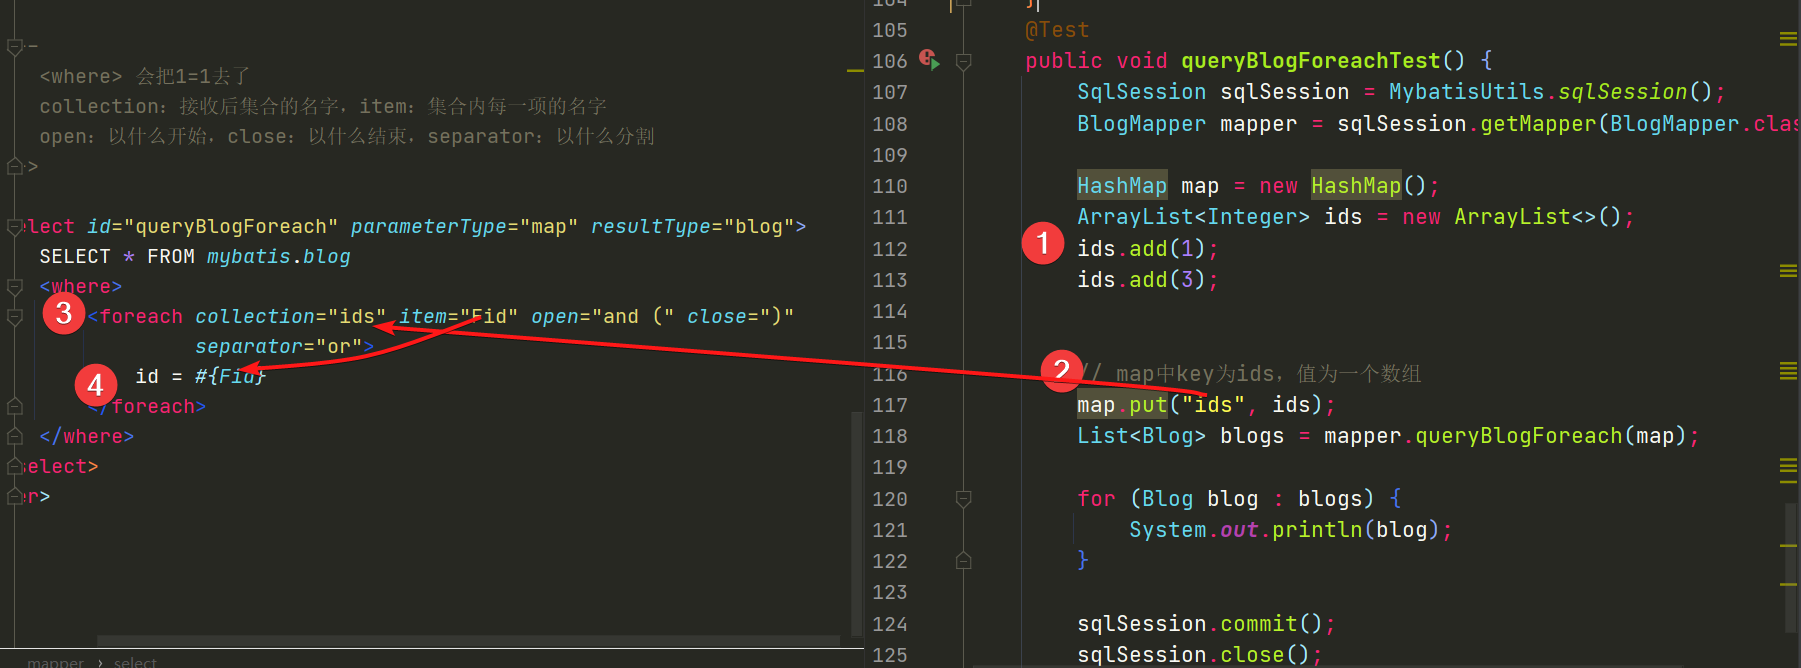 <where> 会把1=1去了
collection：接收后集合的名字，item：集合内每一项的名字
open：以什么开始，close：以什么结束，separator：以什么分割
>
elect id="queryBlogForeach" parameterType="map" resultType="blog">
SELECT * FROM mybatis.blog
<where>
3 <foreach collection="ids" item="Fid" open="and (" close=")"
separator="or">
4 id = #{Fid}
</foreach>
</where>
select>
er>
mapper › select
104 }
105 @Test
106 public void queryBlogForeachTest() {
107 SqlSession sqlSession = MybatisUtils.sqlSession();
108 BlogMapper mapper = sqlSession.getMapper(BlogMapper.clas
109
110 HashMap map = new HashMap();
111 ArrayList<Integer> ids = new ArrayList<>();
1
112 ids.add(1);
113 ids.add(3);
114
115
116 2 // map中key为ids，值为一个数组
117 map.put("ids", ids);
118 List<Blog> blogs = mapper.queryBlogForeach(map);
119
120 for (Blog blog : blogs) {
121 System.out.println(blog);
122 }
123
124 sqlSession.commit();
125 sqlSession.close();